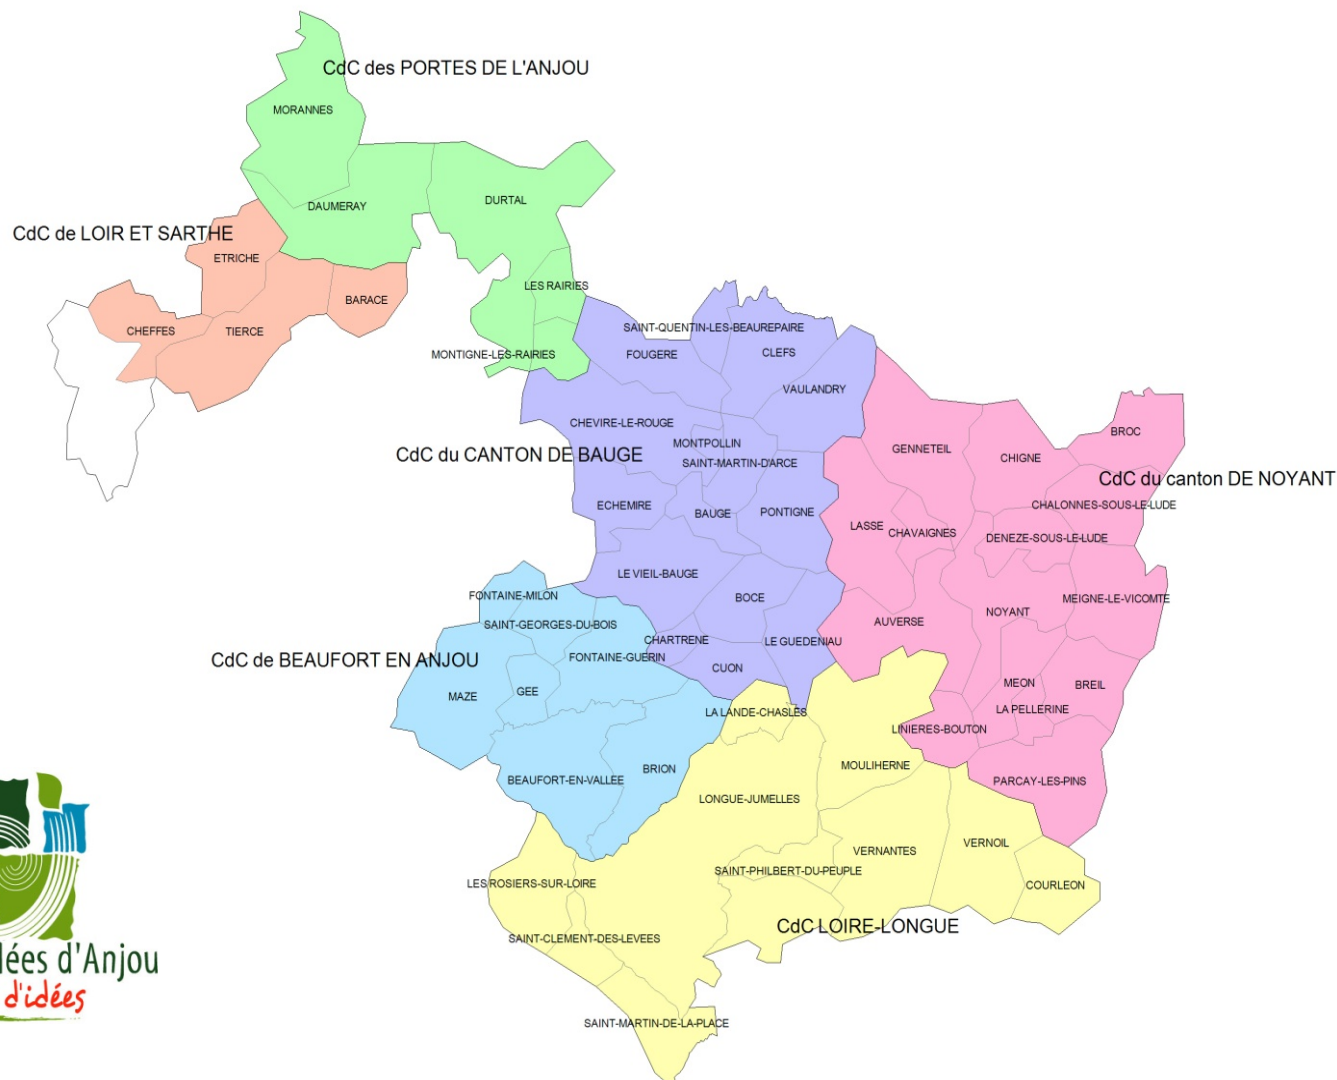 CdC des PORTES DE L'ANJOU
MORANNES
DAUMERAY
DURTAL
CdC de LOIR ET SARTHE
ETRICHE
LES RAIRIES
BARACE
CHEFFES
TIERCE
MONTIGNE-LES-RAIRIES
SAINT-QUENTIN-LES-BEAUREPAIRE
FOUGERE
CLEFS
VAULANDRY
CHEVIRE-LE-ROUGE
MONTPOLLIN
CdC du CANTON DE BAUGE
SAINT-MARTIN-D'ARCE
ECHEMIRE
BAUGE
PONTIGNE
LE VIEIL-BAUGE
BOCE
CHARTRENE
LE GUEDENIAU
CUON
BROC
GENNETEIL
CHIGNE
CdC du canton DE NOYANT
CHALONNES-SOUS-LE-LUDE
LASSE
CHAVAIGNES
DENEZE-SOUS-LE-LUDE
MEIGNE-LE-VICOMTE
NOYANT
AUVERSE
MEON
BREIL
LA PELLERINE
LINIERES-BOUTON
PARCAY-LES-PINS
FONTAINE-MILON
SAINT-GEORGES-DU-BOIS
CdC de BEAUFORT EN ANJOU
FONTAINE-GUERIN
MAZE
GEE
BEAUFORT-EN-VALLEE
BRION
LA LANDE-CHASLES
MOULIHERNE
LONGUE-JUMELLES
VERNANTES
VERNOIL
SAINT-PHILBERT-DU-PEUPLE
COURLEON
LES ROSIERS-SUR-LOIRE
CdC LOIRE-LONGUE
SAINT-CLEMENT-DES-LEVEES
SAINT-MARTIN-DE-LA-PLACE
lées d'Anjou
d'idées